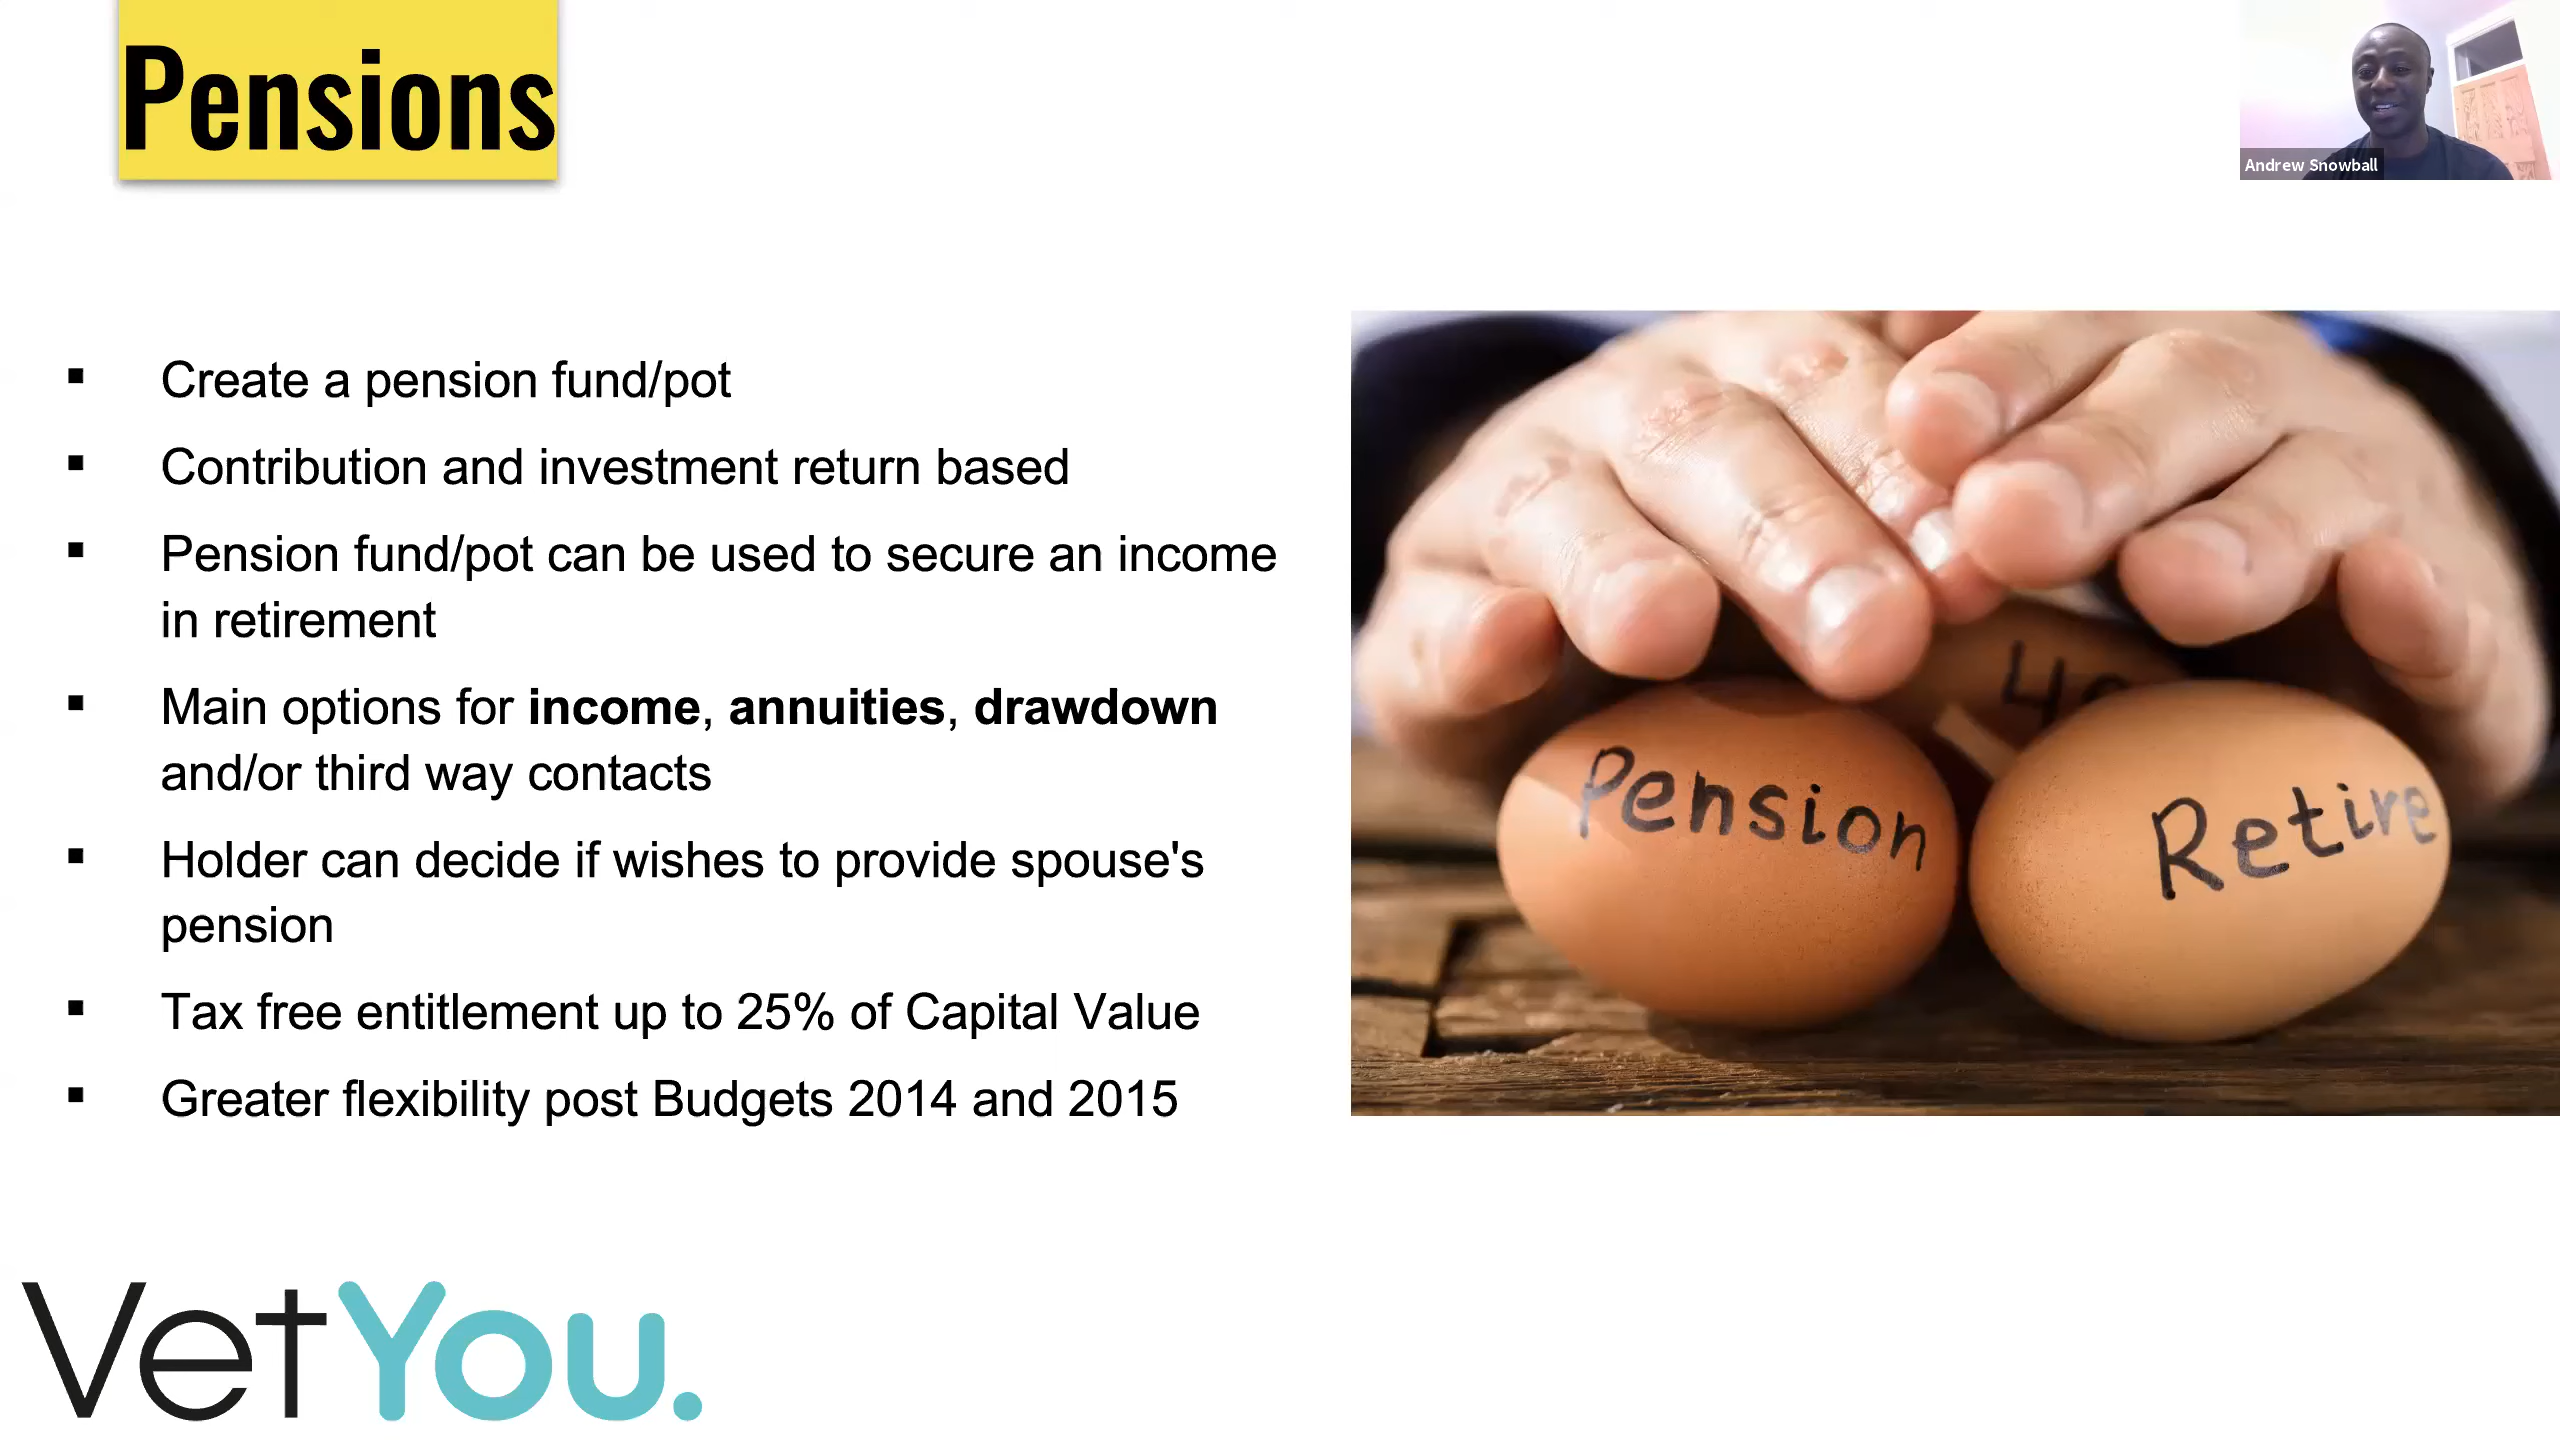 Pensions
Andrew Snowball
▪ Create a pension fund/pot
▪ Contribution and investment return based
▪ Pension fund/pot can be used to secure an income
in retirement
▪ Main options for income, annuities, drawdown
and/or third way contacts
▪ Holder can decide if wishes to provide spouse's
pension
▪ Tax free entitlement up to 25% of Capital Value
▪ Greater flexibility post Budgets 2014 and 2015
Pension
Retire
VetYou.